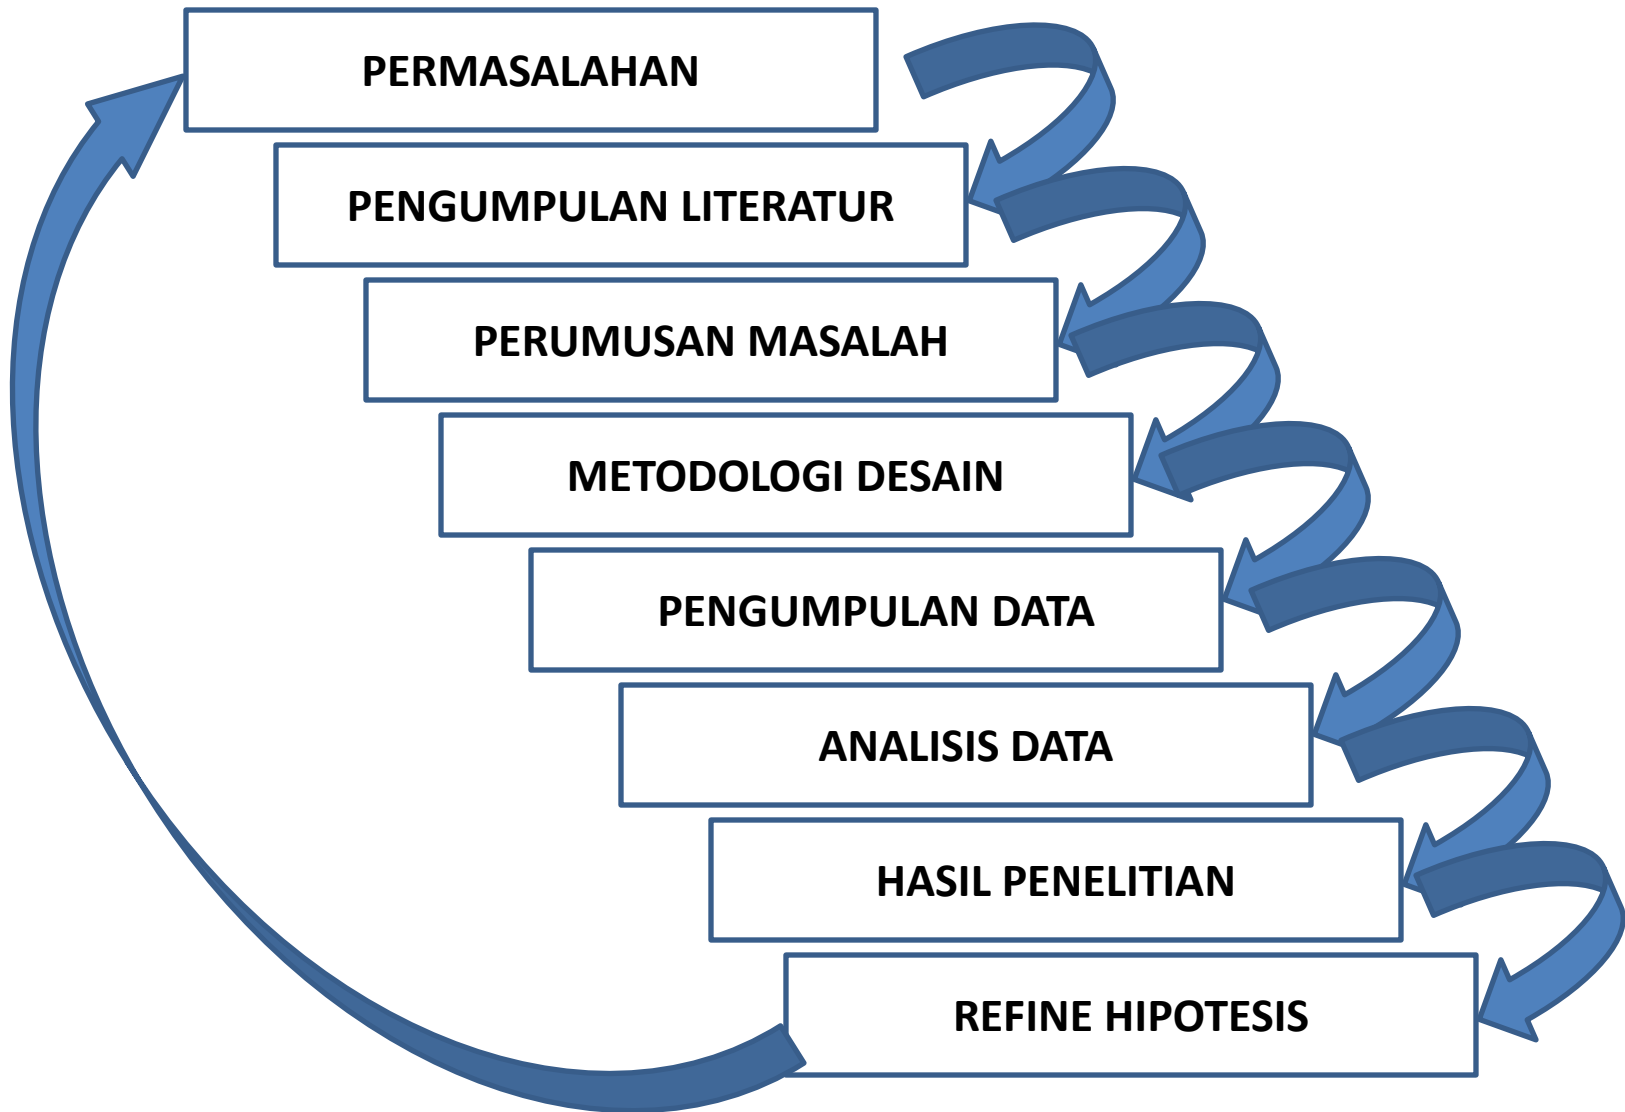 PERMASALAHAN
PENGUMPULAN LITERATUR
PERUMUSAN MASALAH
METODOLOGI DESAIN
PENGUMPULAN DATA
ANALISIS DATA
HASIL PENELITIAN
REFINE HIPOTESIS